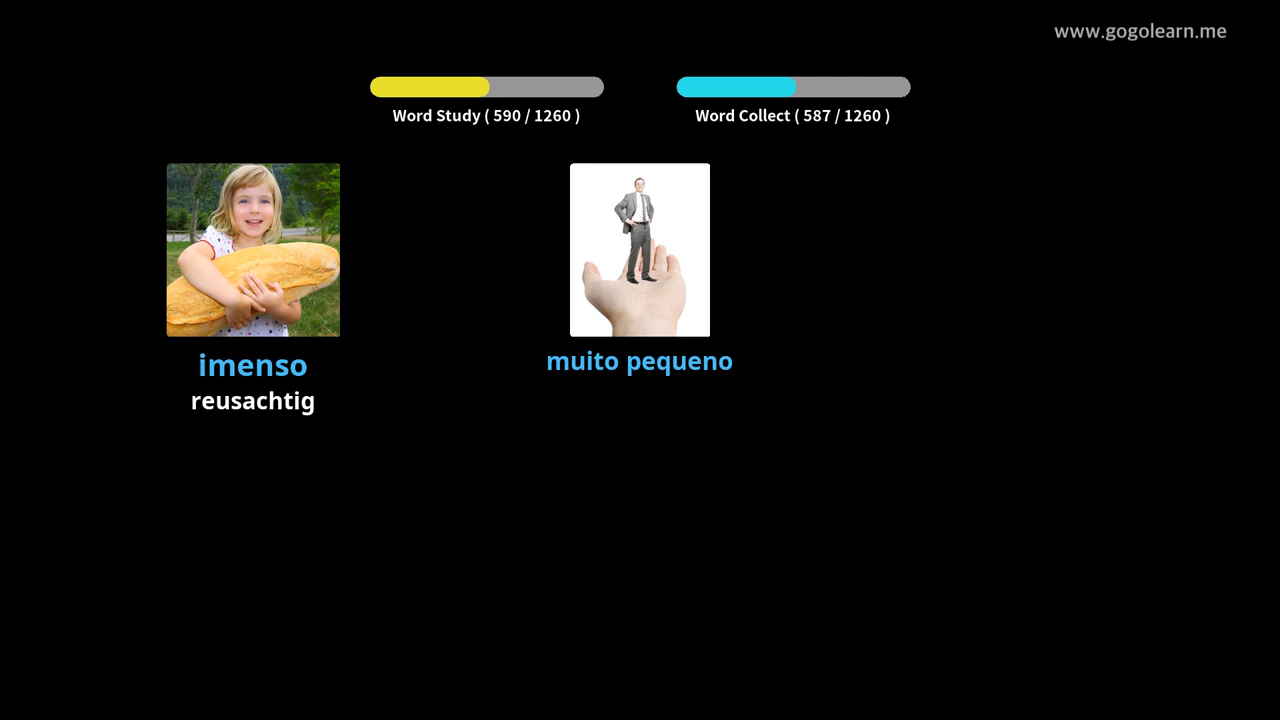 www.gogolearn.me
Word Study ( 590 / 1260 )
Word Collect ( 587 / 1260 )
imenso
reusachtig
muito pequeno